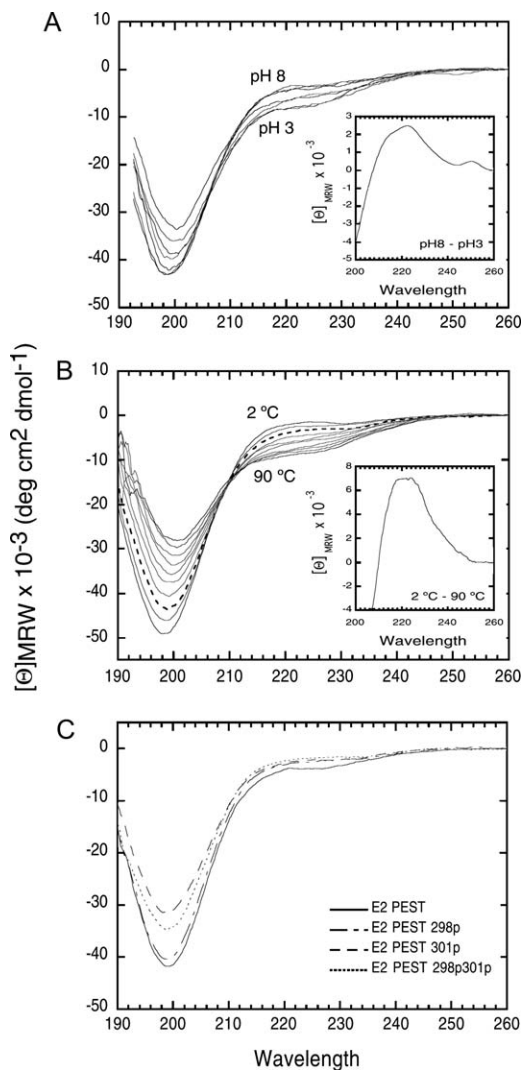 A
10
0
-10
-20
-30
-40
-50
pH 8
pH 3
3
2
1
0
-1
-2
-3
-4
-5
[Θ] MRW x 10⁻³
pH8 - pH3
200 220 240 260
Wavelength
190 200 210 220 230 240 250 260
B
10
0
-10
-20
-30
-40
-50
2 ºC
90 ºC
8
6
4
2
0
-2
-4
[Θ] MRW x 10⁻³
2 ºC - 90 ºC
200 220 240 260
Wavelength
190 200 210 220 230 240 250 260
[Θ]MRW x 10⁻³ (deg cm2 dmol⁻¹)
C
0
-10
-20
-30
-40
-50
E2 PEST
E2 PEST 298p
E2 PEST 301p
E2 PEST 298p301p
190 200 210 220 230 240 250 260
Wavelength